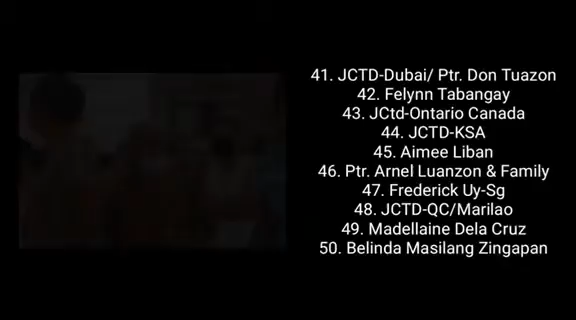 41. JCTD-Dubai/ Ptr. Don Tuazon
42. Felynn Tabangay
43. JCtd-Ontario Canada
44. JCTD-KSA
45. Aimee Liban
46. Ptr. Arnel Luanzon & Family
47. Frederick Uy-Sg
48. JCTD-QC/Marilao
49. Madellaine Dela Cruz
50. Belinda Masilang Zingapan